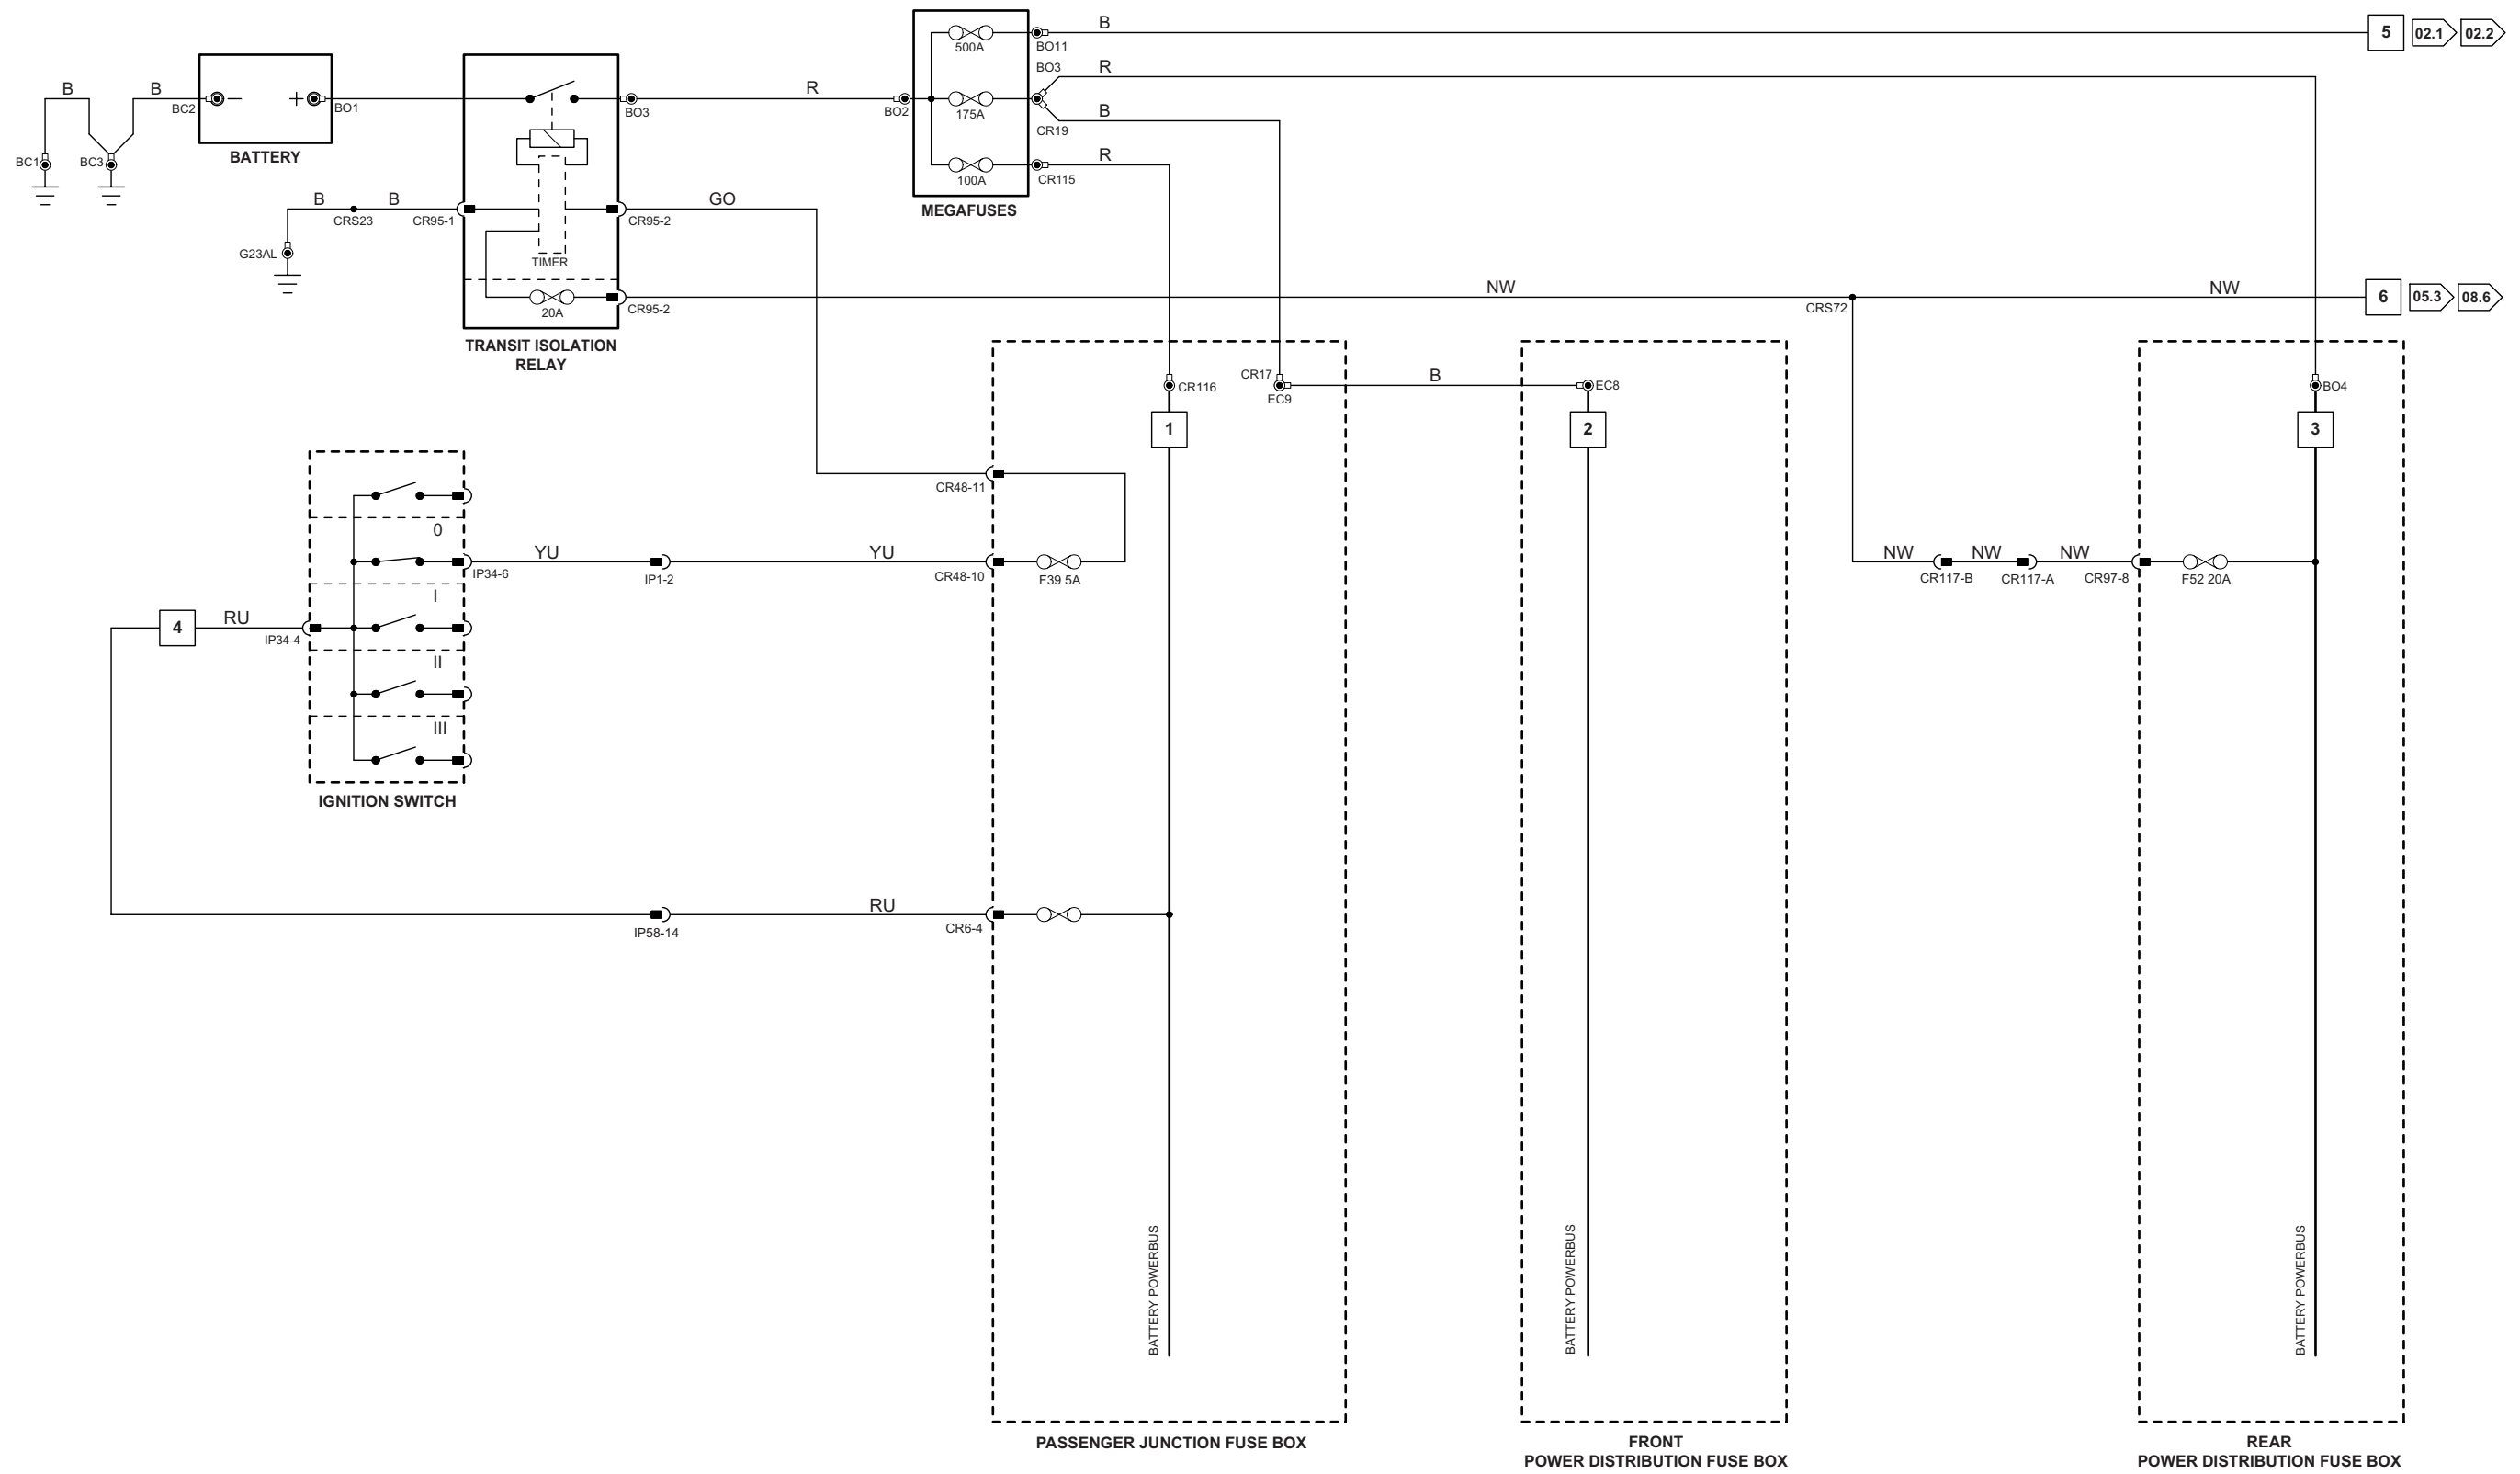 B
500A
BO11
5
02.1
02.2
BO3
R
B
B
BC2
BO1
BO3
R
BO2
175A
B
CR19
BATTERY
BC1
BC3
R
100A
CR115
MEGAFUSES
B
B
CRS23
CR95-1
GO
CR95-2
G23AL
TIMER
20A
CR95-2
NW
CRS72
NW
6
05.3
08.6
TRANSIT ISOLATION
RELAY
CR116
CR17
EC9
B
EC8
BO4
1
2
3
CR48-11
0
YU
IP34-6
IP1-2
YU
CR48-10
F39 5A
NW
CR117-B
NW
CR117-A
NW
CR97-8
F52 20A
I
4
RU
IP34-4
II
III
IGNITION SWITCH
IP58-14
RU
CR6-4
BATTERY POWERBUS
BATTERY POWERBUS
BATTERY POWERBUS
PASSENGER JUNCTION FUSE BOX
FRONT
POWER DISTRIBUTION FUSE BOX
REAR
POWER DISTRIBUTION FUSE BOX